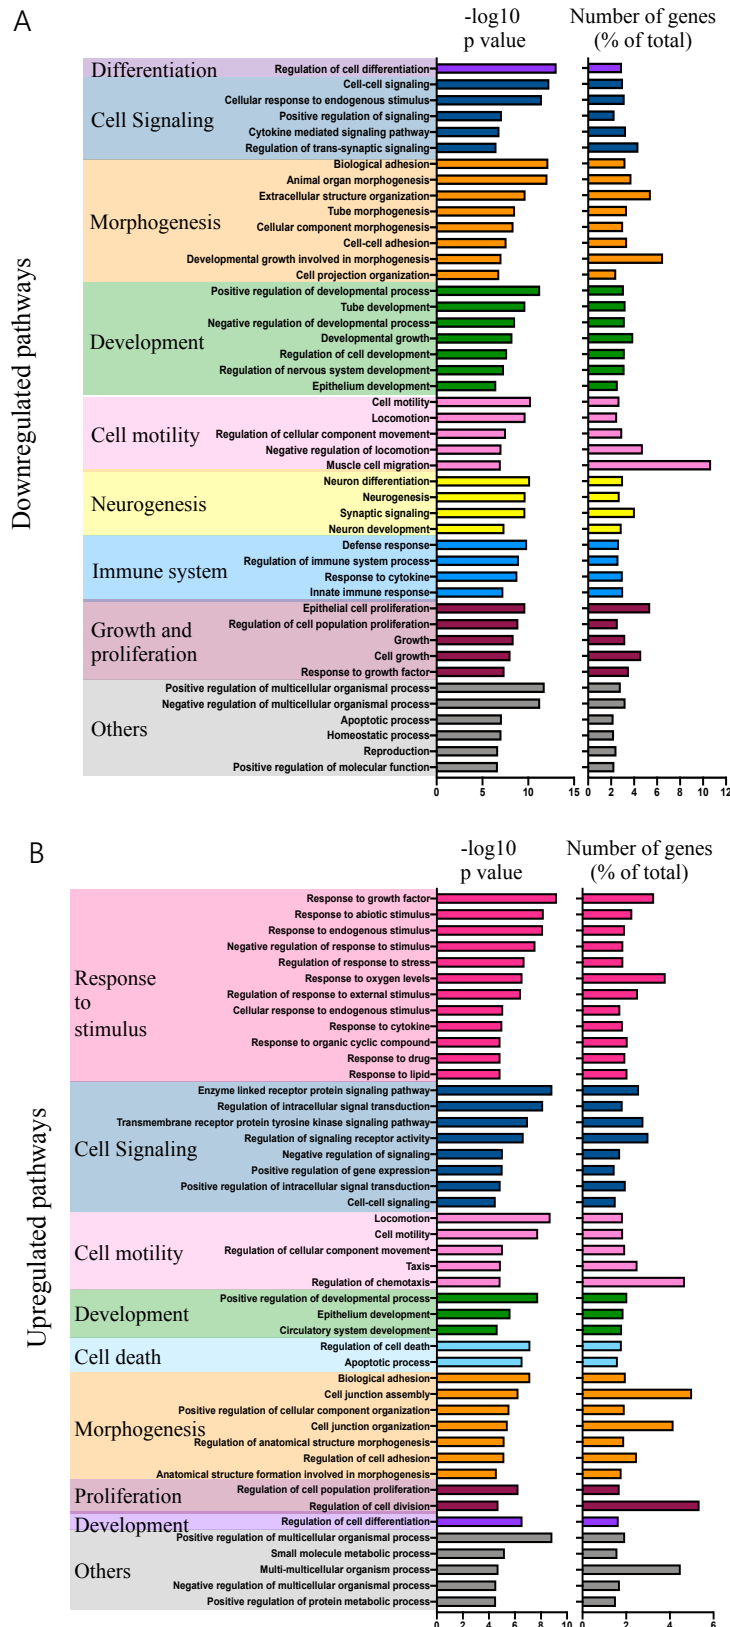 A
-log10
p value
Number of genes
(% of total)
Downregulated pathways
Differentiation
Regulation of cell differentiation
Cell Signaling
Cell-cell signaling
Cellular response to endogenous stimulus
Positive regulation of signaling
Cytokine mediated signaling pathway
Regulation of trans-synaptic signaling
Morphogenesis
Biological adhesion
Animal organ morphogenesis
Extracellular structure organization
Tube morphogenesis
Cellular component morphogenesis
Cell-cell adhesion
Developmental growth involved in morphogenesis
Cell projection organization
Development
Positive regulation of developmental process
Tube development
Negative regulation of developmental process
Developmental growth
Regulation of cell development
Regulation of nervous system development
Epithelium development
Cell motility
Cell motility
Locomotion
Regulation of cellular component movement
Negative regulation of locomotion
Muscle cell migration
Neurogenesis
Neuron differentiation
Neurogenesis
Synaptic signaling
Neuron development
Immune system
Defense response
Regulation of immune system process
Response to cytokine
Innate immune response
Growth and
proliferation
Epithelial cell proliferation
Regulation of cell population proliferation
Growth
Cell growth
Response to growth factor
Others
Positive regulation of multicellular organismal process
Negative regulation of multicellular organismal process
Apoptotic process
Homeostatic process
Reproduction
Positive regulation of molecular function
0 5 10 15 0 2 4 6 8 10 12
B
-log10
p value
Number of genes
(% of total)
Upregulated pathways
Response
to
stimulus
Response to growth factor
Response to abiotic stimulus
Response to endogenous stimulus
Negative regulation of response to stimulus
Regulation of response to stress
Response to oxygen levels
Regulation of response to external stimulus
Cellular response to endogenous stimulus
Response to cytokine
Response to organic cyclic compound
Response to drug
Response to lipid
Cell Signaling
Enzyme linked receptor protein signaling pathway
Regulation of intracellular signal transduction
Transmembrane receptor protein tyrosine kinase signaling pathway
Regulation of signaling receptor activity
Negative regulation of signaling
Positive regulation of gene expression
Positive regulation of intracellular signal transduction
Cell-cell signaling
Cell motility
Locomotion
Cell motility
Regulation of cellular component movement
Taxis
Regulation of chemotaxis
Development
Positive regulation of developmental process
Epithelium development
Circulatory system development
Cell death
Regulation of cell death
Apoptotic process
Morphogenesis
Biological adhesion
Cell junction assembly
Positive regulation of cellular component organization
Cell junction organization
Regulation of anatomical structure morphogenesis
Regulation of cell adhesion
Anatomical structure formation involved in morphogenesis
Proliferation
Regulation of cell population proliferation
Regulation of cell division
Development
Regulation of cell differentiation
Others
Positive regulation of multicellular organismal process
Small molecule metabolic process
Multi-multicellular organism process
Negative regulation of multicellular organismal process
Positive regulation of protein metabolic process
0 2 4 6 8 10 0 2 4 6